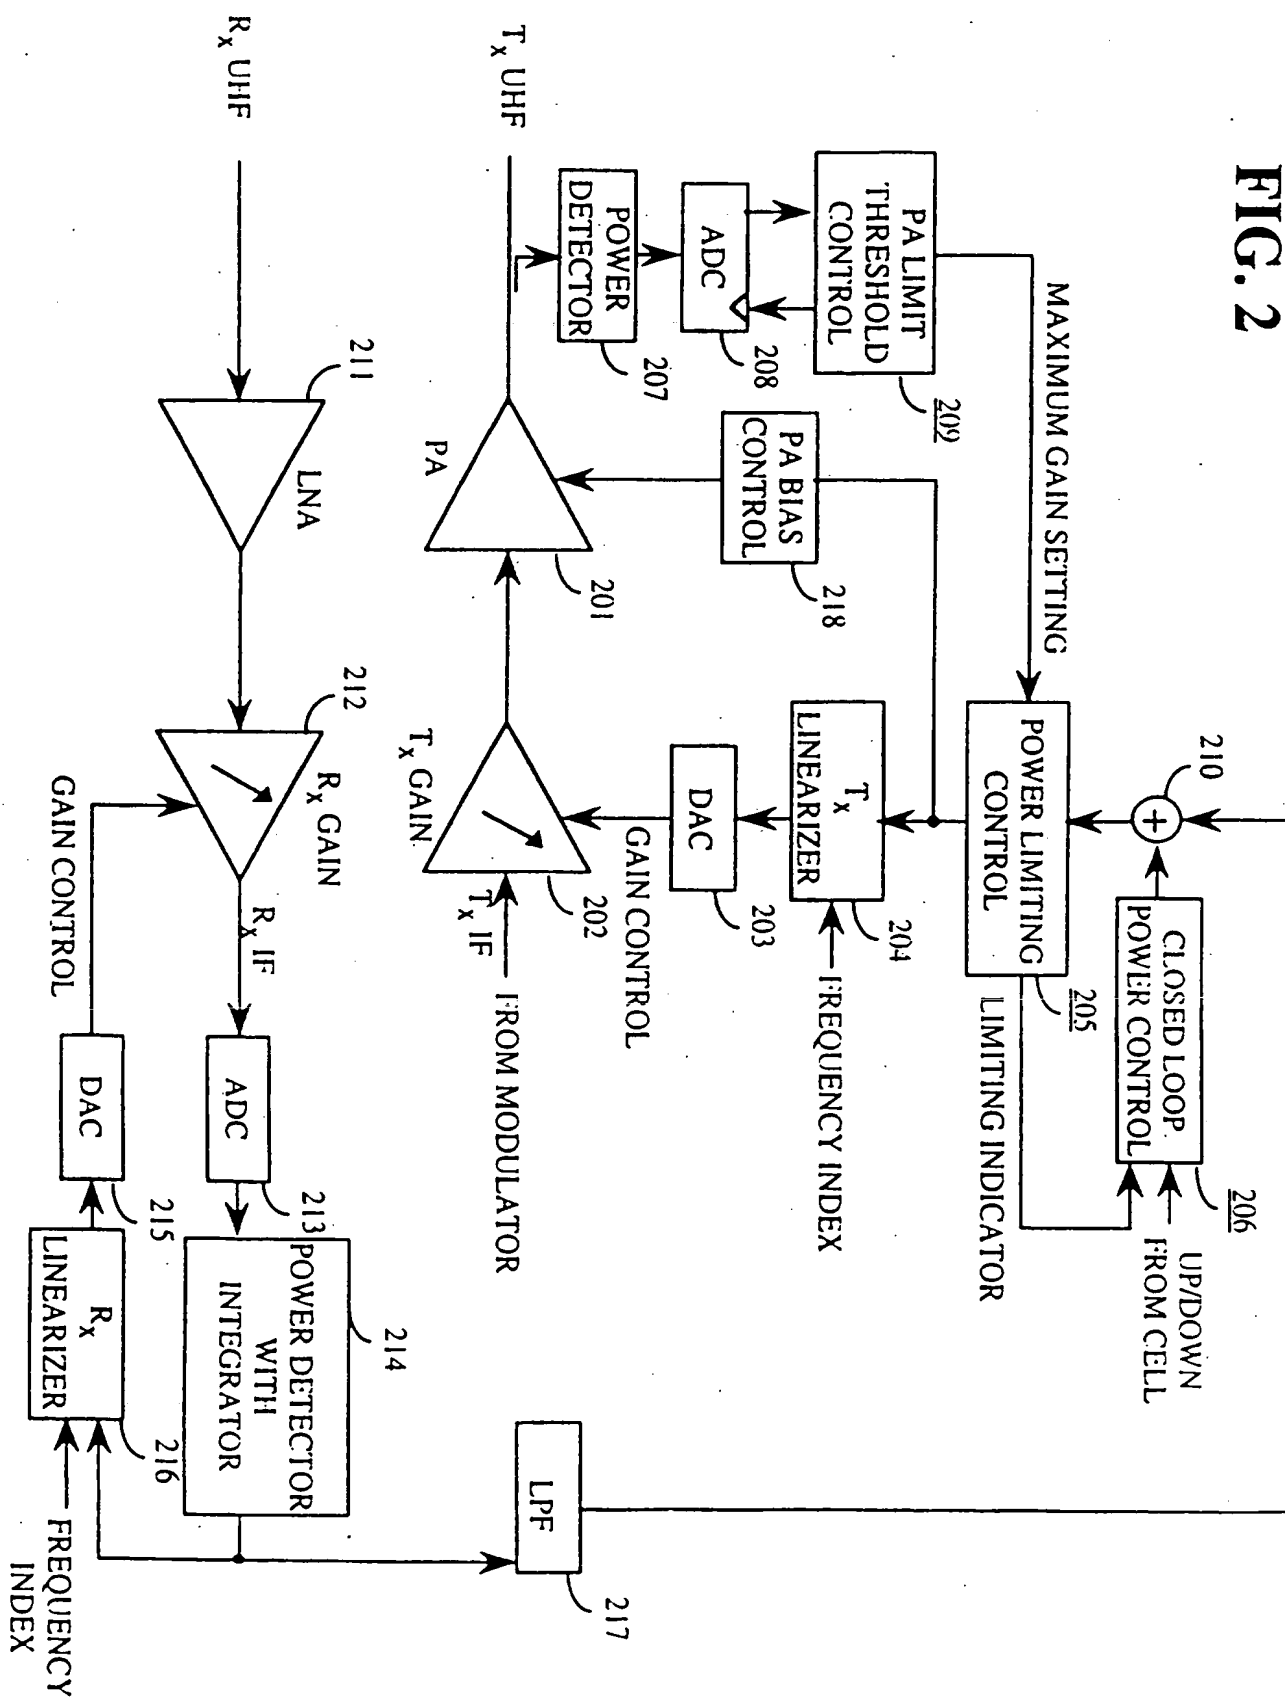 FIG. 2
UP/DOWN
FROM CELL
206
CLOSED LOOP
POWER CONTROL
210
+
MAXIMUM GAIN SETTING
POWER LIMITING
CONTROL
205
LIMITING INDICATOR
PA LIMIT
THRESHOLD
CONTROL
209
ADC
208
POWER
DETECTOR
207
PA BIAS
CONTROL
218
Tx
LINEARIZER
204
FREQUENCY INDEX
DAC
203
GAIN CONTROL
Tx UHF
PA
201
Tx GAIN
202
Tx IF
FROM MODULATOR
LPF
217
Rx UHF
211
LNA
212
Rx GAIN
Rx IF
ADC
213
POWER DETECTOR
WITH
INTEGRATOR
214
GAIN CONTROL
DAC
215
Rx
LINEARIZER
216
FREQUENCY
INDEX